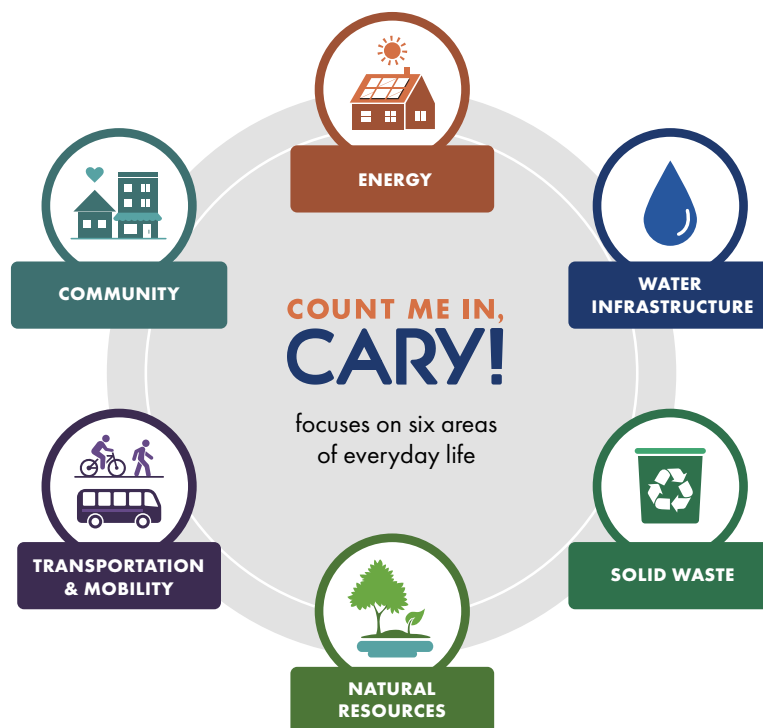 ENERGY
COMMUNITY
WATER
INFRASTRUCTURE
COUNT ME IN,
CARY!
focuses on six areas
of everyday life
TRANSPORTATION
& MOBILITY
SOLID WASTE
NATURAL
RESOURCES